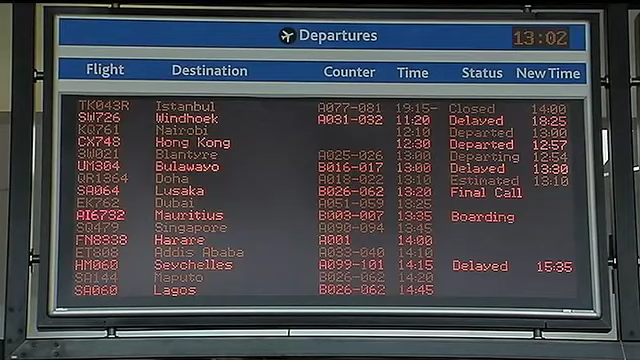 Departures 13:02
Flight Destination Counter Time Status New Time
TK043R Istanbul A077-081 19:15- Closed 14:00
SW726 Windhoek A031-032 11:20 Delayed 18:25
KQ761 Nairobi 12:10 Departed 13:00
CX748 Hong Kong 12:30 Departed 12:57
3W021 Blantyre A025-026 13:00 Departing 12:54
UM304 Bulawayo B016-017 13:00 Delayed 13:30
QR1364 Doha A018-022 13:10 Estimated 13:10
SA064 Lusaka B026-062 13:20 Final Call
EK762 Dubai A051-059 13:25
AI6732 Mauritius B003-007 13:35 Boarding
SQ479 Singapore A090-094 13:45
FN8338 Harare A001 14:00
ET808 Addis Ababa A033-040 14:10
HM060 Seychelles A099-101 14:15 Delayed 15:35
SA144 Maputo B026-062 14:20
SA060 Lagos B026-062 14:45